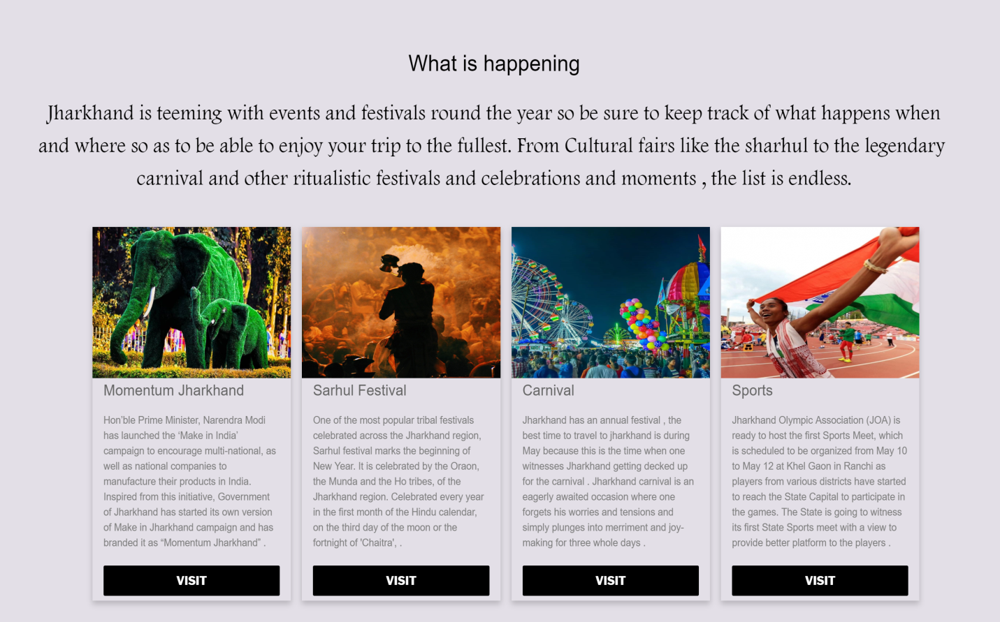 What is happening
Jharkhand is teeming with events and festivals round the year so be sure to keep track of what happens when
and where so as to be able to enjoy your trip to the fullest. From Cultural fairs like the sharhul to the legendary
carnival and other ritualistic festivals and celebrations and moments , the list is endless.
Momentum Jharkhand
Hon'ble Prime Minister, Narendra Modi
has launched the ‘Make in India’
campaign to encourage multi-national, as
well as national companies to
manufacture their products in India.
Inspired from this initiative, Government
of Jharkhand has started its own version
of Make in Jharkhand campaign and has
branded it as “Momentum Jharkhand” .
VISIT
Sarhul Festival
One of the most popular tribal festivals
celebrated across the Jharkhand region,
Sarhul festival marks the beginning of
New Year. It is celebrated by the Oraon,
the Munda and the Ho tribes, of the
Jharkhand region. Celebrated every year
in the first month of the Hindu calendar,
on the third day of the moon or the
fortnight of 'Chaitra', .
VISIT
Carnival
Jharkhand has an annual festival , the
best time to travel to jharkhand is during
May because this is the time when one
witnesses Jharkhand getting decked up
for the carnival . Jharkhand carnival is an
eagerly awaited occasion where one
forgets his worries and tensions and
simply plunges into merriment and joy-
making for three whole days .
VISIT
Sports
Jharkhand Olympic Association (JOA) is
ready to host the first Sports Meet, which
is scheduled to be organized from May 10
to May 12 at Khel Gaon in Ranchi as
players from various districts have started
to reach the State Capital to participate in
the games. The State is going to witness
its first State Sports meet with a view to
provide better platform to the players .
VISIT